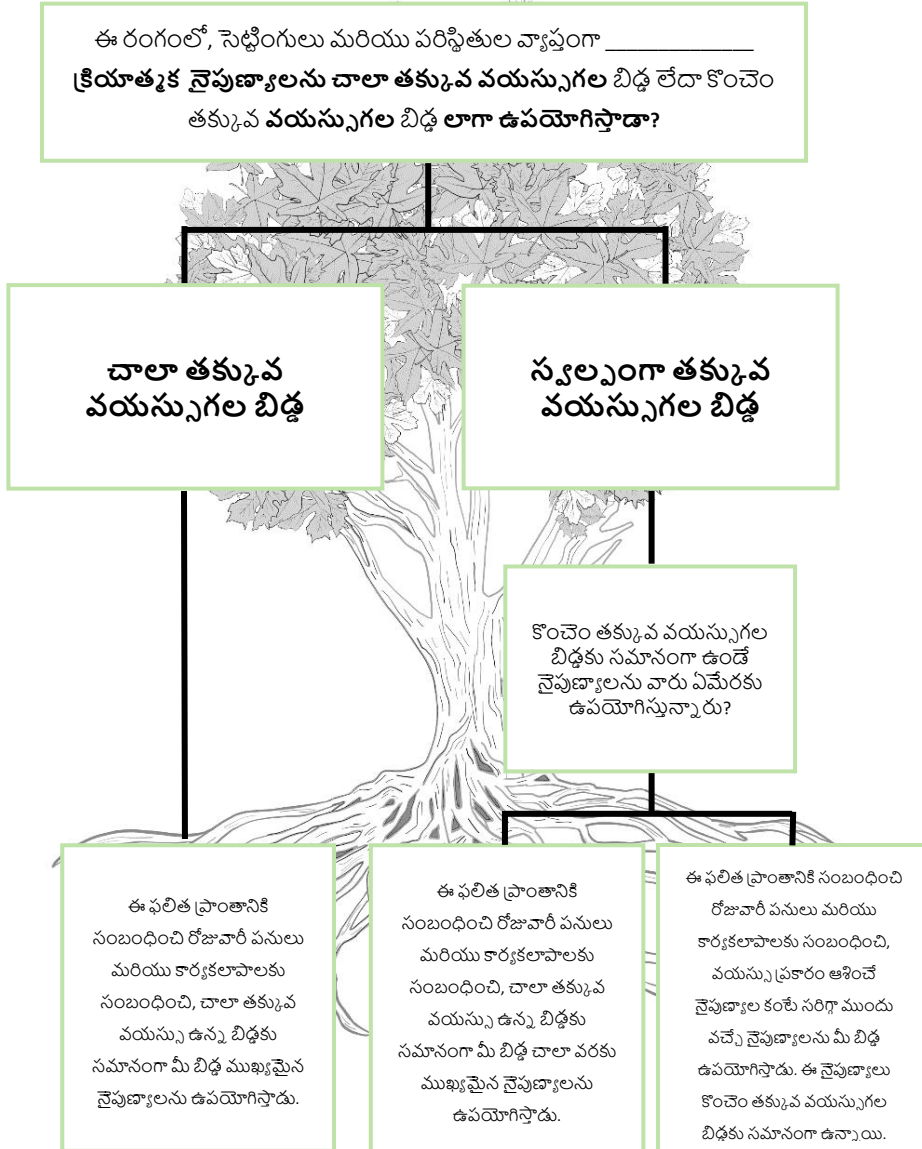 ఈ రంగంలో, సెట్టింగులు మరియు పరిస్థితుల వ్యాప్తంగా ______________
క్రియాత్మక నైపుణ్యాలను చాలా తక్కువ వయస్సుగల బిడ్డ లేదా కొంచెం
తక్కువ వయస్సుగల బిడ్డ లాగా ఉపయోగిస్తాడా?
చాలా తక్కువ
వయస్సుగల బిడ్డ
స్వల్పంగా తక్కువ
వయస్సుగల బిడ్డ
కొంచెం తక్కువ వయస్సుగల
బిడ్డకు సమానంగా ఉండే
నైపుణ్యాలను వారు ఏమేరకు
ఉపయోగిస్తున్నారు?
ఈ ఫలిత ప్రాంతానికి
సంబంధించి రోజువారీ పనులు
మరియు కార్యకలాపాలకు
సంబంధించి, చాలా తక్కువ
వయస్సు ఉన్న బిడ్డకు
సమానంగా మీ బిడ్డ ముఖ్యమైన
నైపుణ్యాలను ఉపయోగిస్తాడు.
ఈ ఫలిత ప్రాంతానికి
సంబంధించి రోజువారీ పనులు
మరియు కార్యకలాపాలకు
సంబంధించి, చాలా తక్కువ
వయస్సు ఉన్న బిడ్డకు
సమానంగా మీ బిడ్డ చాలా వరకు
ముఖ్యమైన నైపుణ్యాలను
ఉపయోగిస్తాడు.
ఈ ఫలిత ప్రాంతానికి సంబంధించి
రోజువారీ పనులు మరియు
కార్యకలాపాలకు సంబంధించి,
వయస్సు ప్రకారం ఆశించే
నైపుణ్యాల కంటే సరిగ్గా ముందు
వచ్చే నైపుణ్యాలను మీ బిడ్డ
ఉపయోగిస్తాడు. ఈ నైపుణ్యాలు
కొంచెం తక్కువ వయస్సుగల
బిడ్డకు సమానంగా ఉన్నాయి.